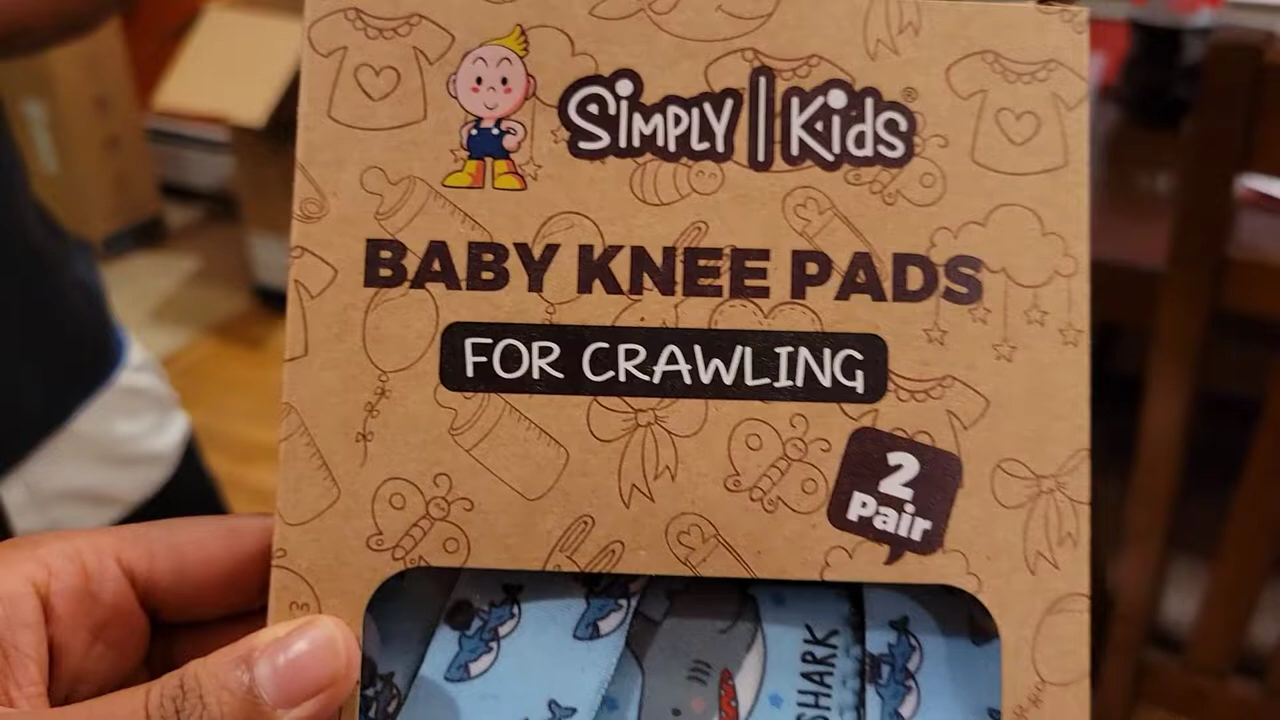 SiMPLY | Kids®
BABY KNEE PADS
FOR CRAWLING
2
Pair
SHARK